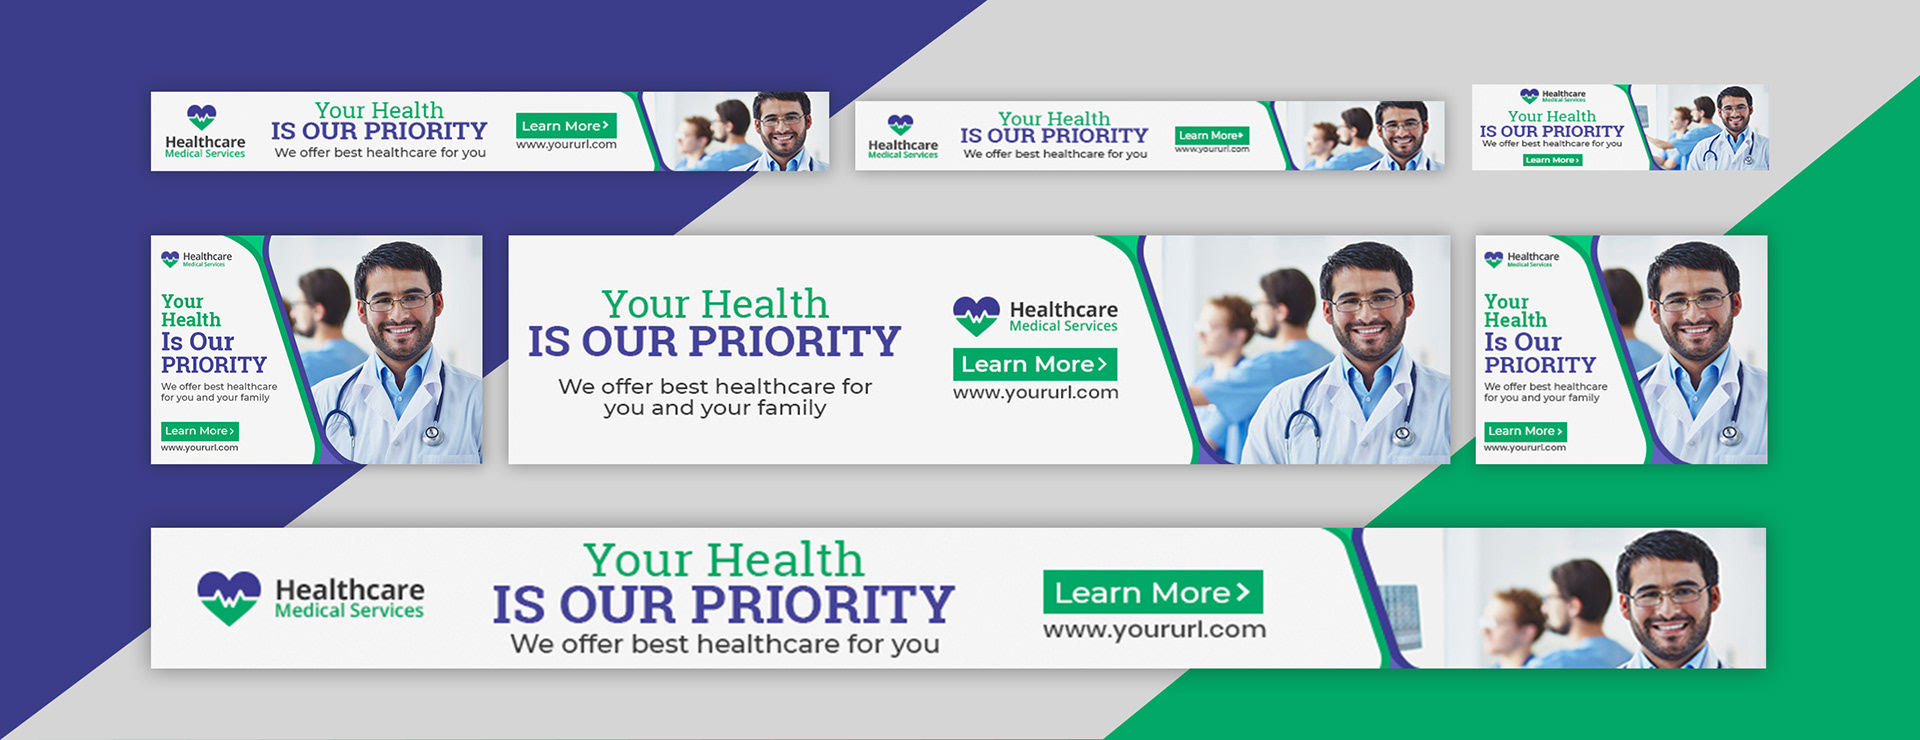 Healthcare
Medical Services
Your Health
IS OUR PRIORITY
We offer best healthcare for you
Learn More>
www.yoururl.com
Healthcare
Medical Services
Your Health
IS OUR PRIORITY
We offer best healthcare for you
Learn More
www.yoururl.com
Healthcare
Medical Services
Your Health
IS OUR PRIORITY
We offer best healthcare for you
Learn More>
Healthcare
Medical Services
Your
Health
Is Our
PRIORITY
We offer best healthcare
for you and your family
Learn More>
www.yoururl.com
Your Health
IS OUR PRIORITY
We offer best healthcare for
you and your family
Healthcare
Medical Services
Learn More>
www.yoururl.com
Healthcare
Medical Services
Your
Health
Is Our
PRIORITY
We offer best healthcare
for you and your family
Learn More>
www.yoururl.com
Healthcare
Medical Services
Your Health
IS OUR PRIORITY
We offer best healthcare for you
Learn More>
www.yoururl.com